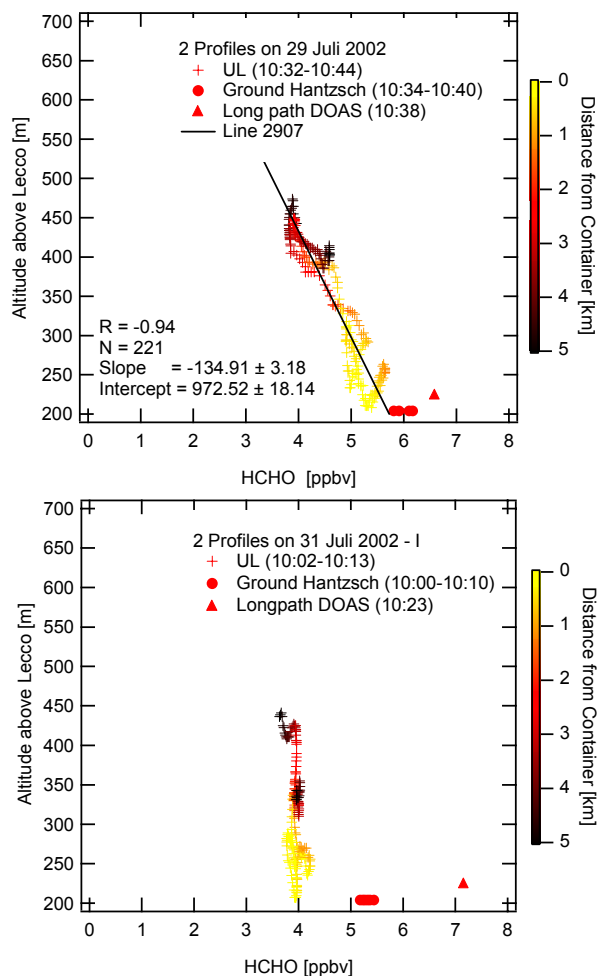 2 Profiles on 29 Juli 2002
UL (10:32-10:44)
Ground Hantzsch (10:34-10:40)
Long path DOAS (10:38)
Line 2907
Altitude above Lecco [m]
700
650
600
550
500
450
400
350
300
250
200
R = -0.94
N = 221
Slope = -134.91 ± 3.18
Intercept = 972.52 ± 18.14
0 1 2 3 4 5 6 7 8
HCHO [ppbv]
0
1
2
3
4
5
Distance from Container [km]
2 Profiles on 31 Juli 2002 - I
UL (10:02-10:13)
Ground Hantzsch (10:00-10:10)
Longpath DOAS (10:23)
Altitude above Lecco [m]
700
650
600
550
500
450
400
350
300
250
200
0 1 2 3 4 5 6 7 8
HCHO [ppbv]
0
1
2
3
4
5
Distance from Container [km]